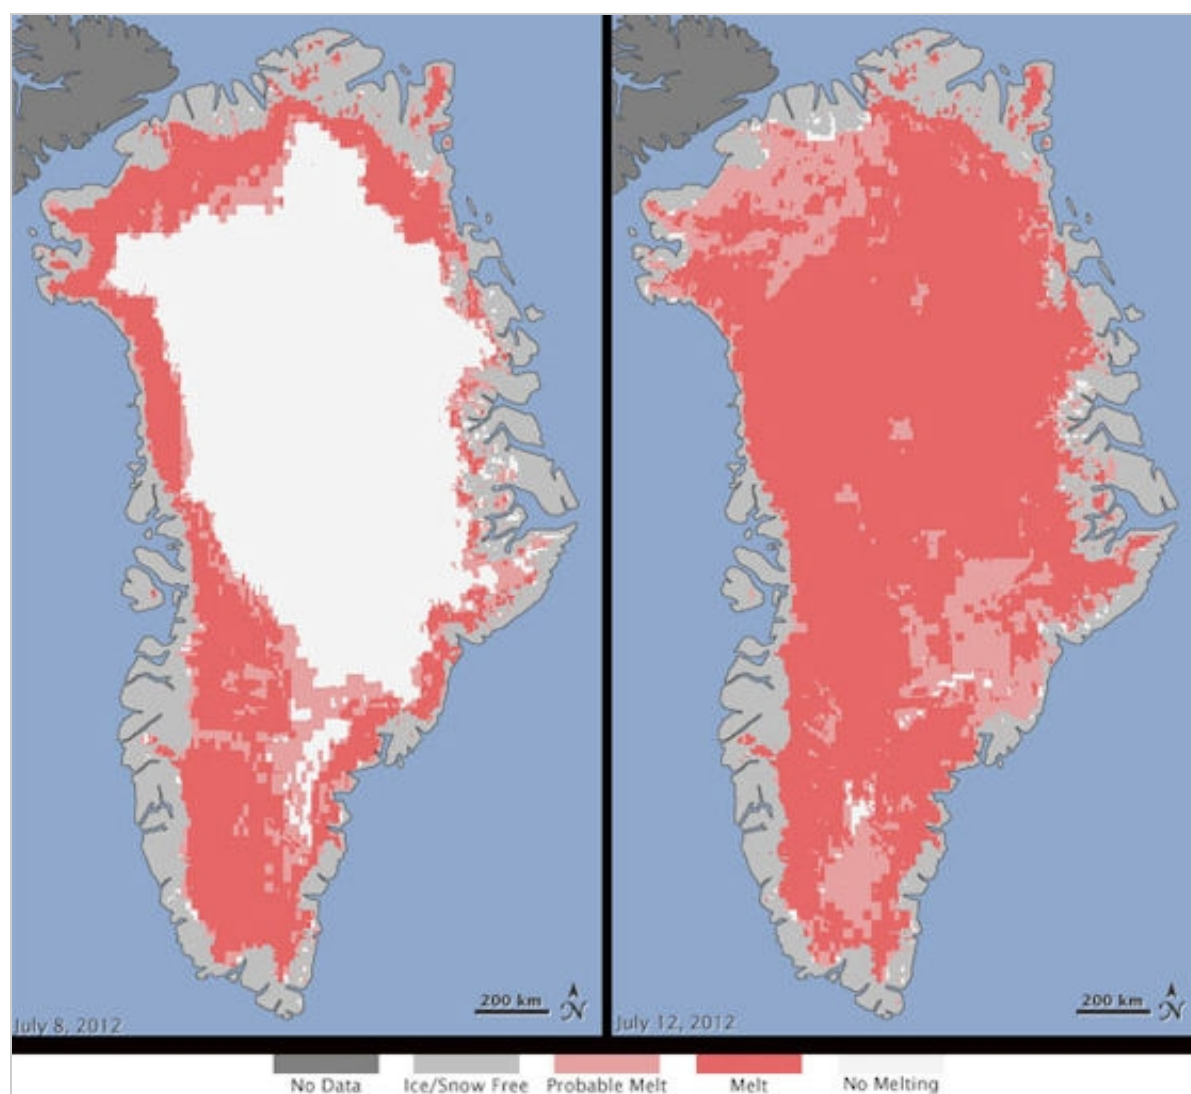 200 km
N
July 8, 2012
200 km
N
July 12, 2012
No Data
Ice/Snow Free
Probable Melt
Melt
No Melting